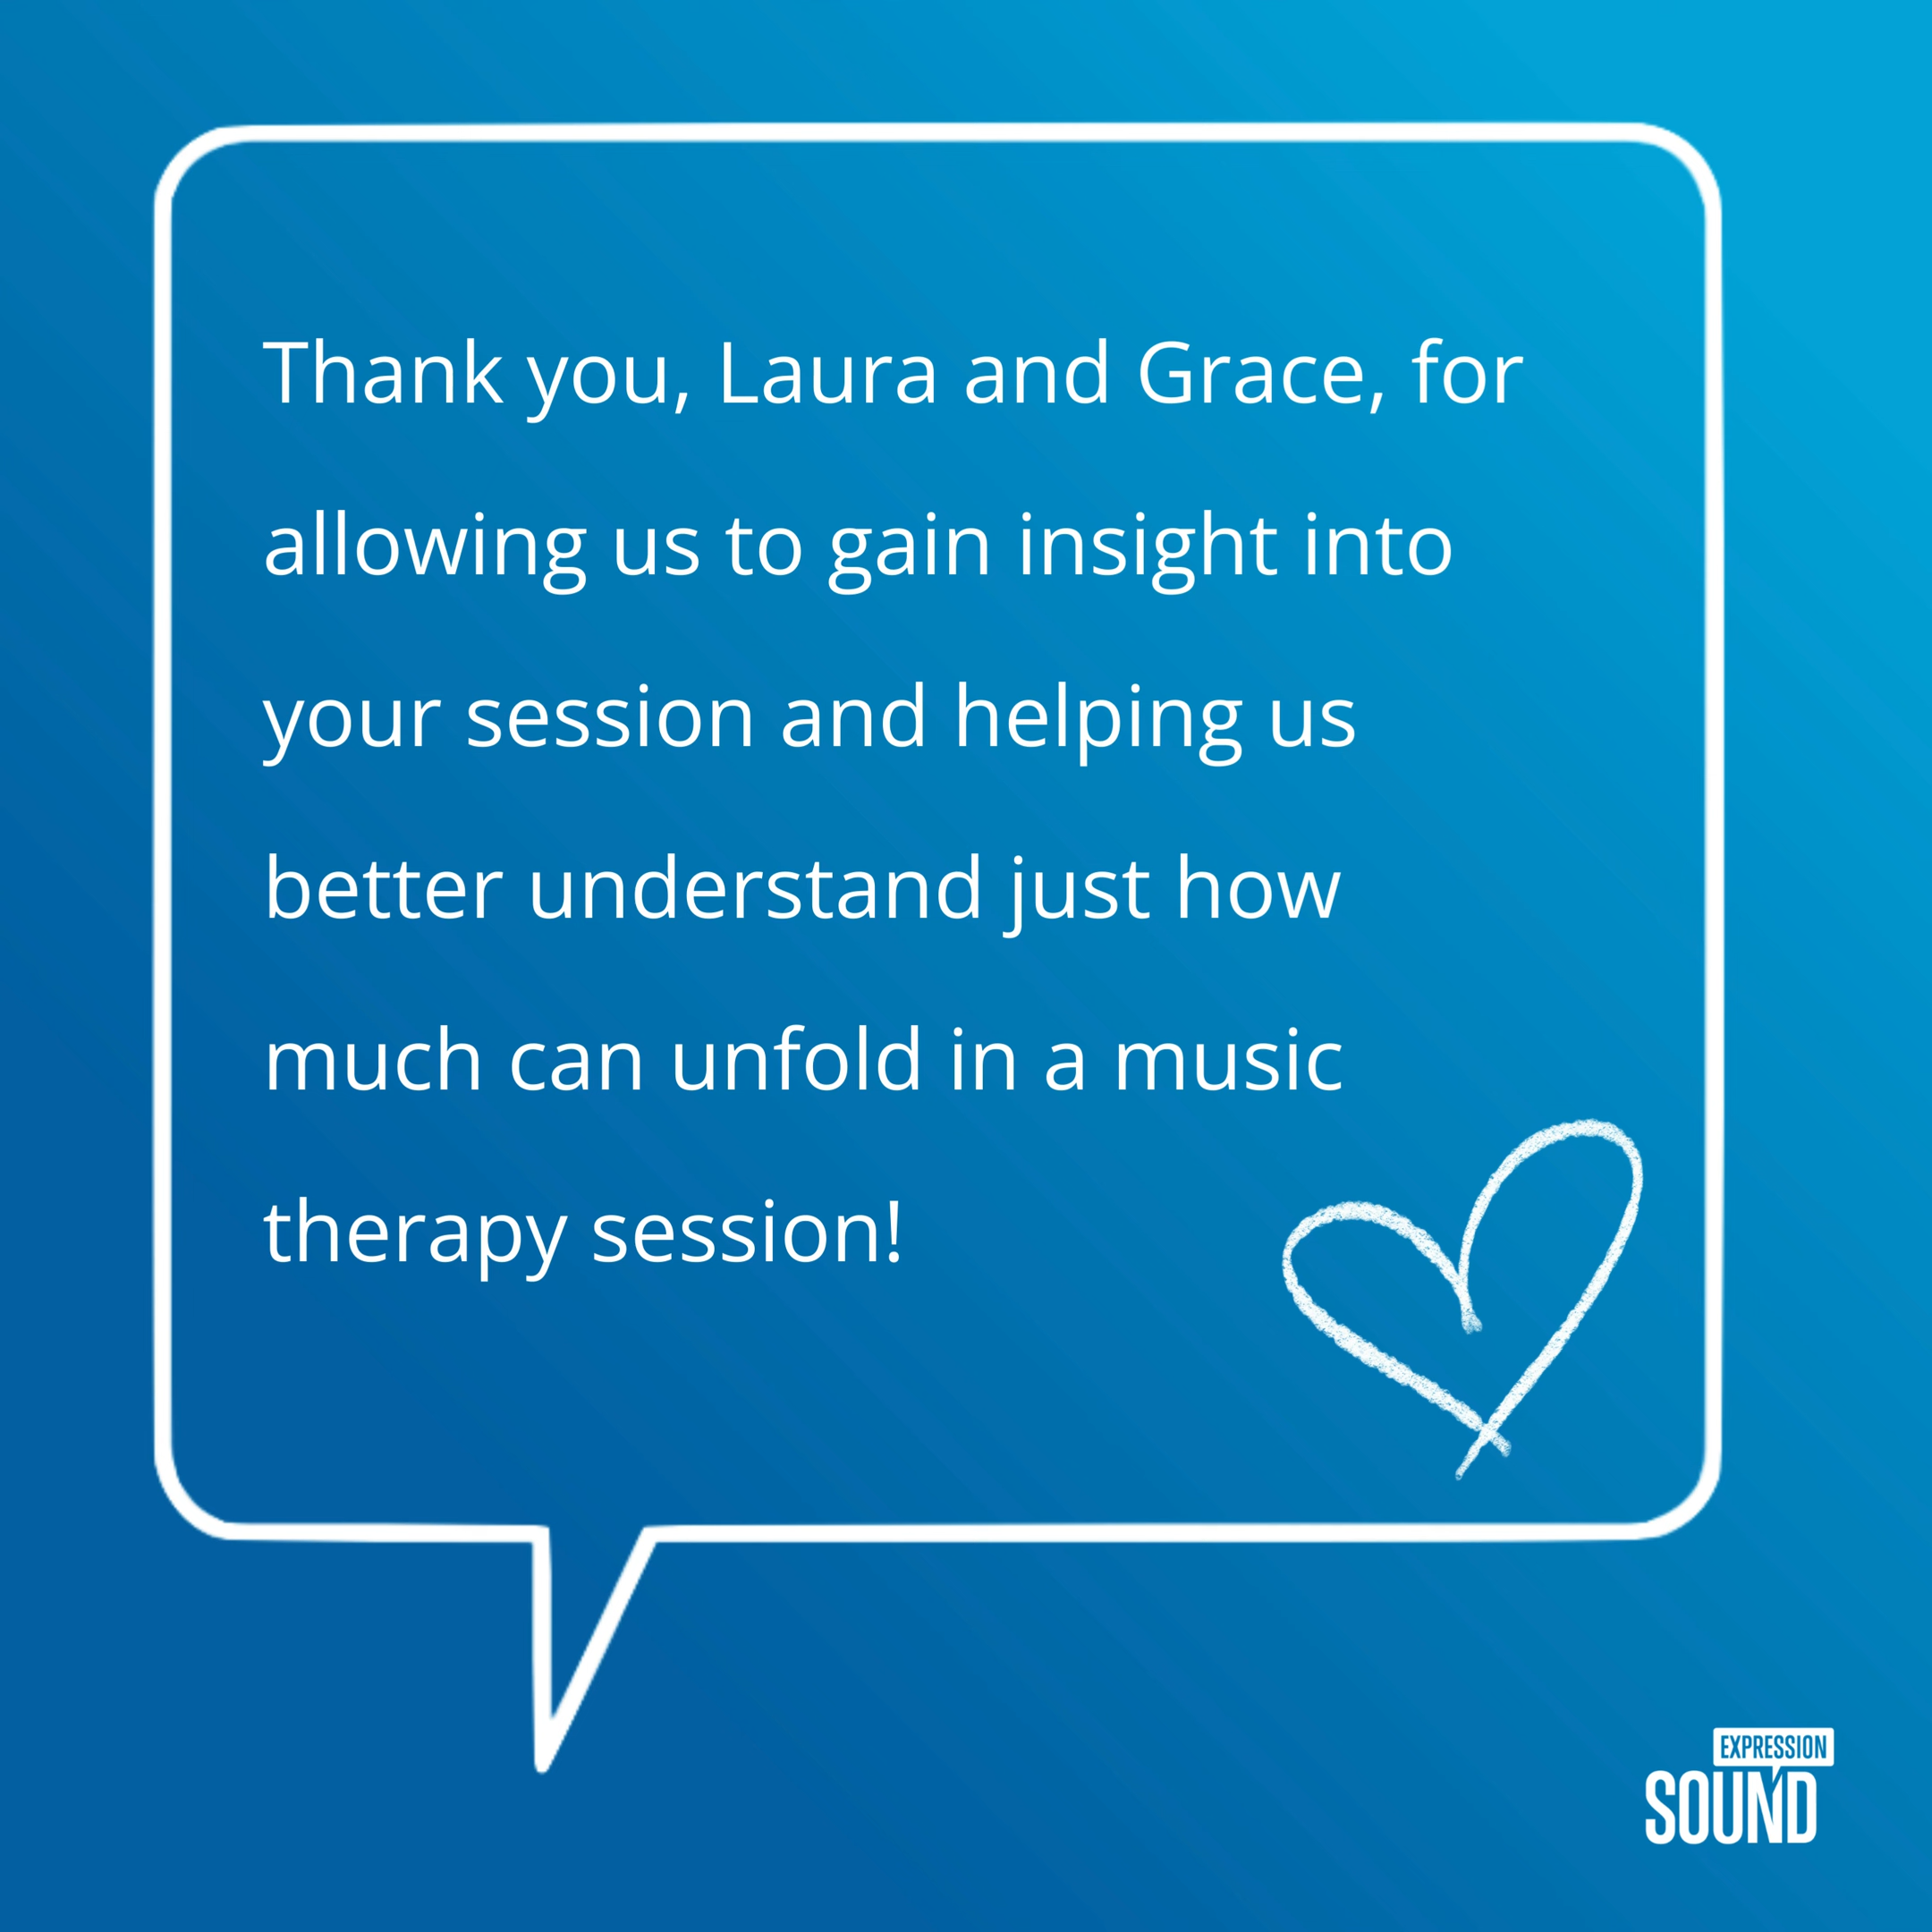 Thank you, Laura and Grace, for
allowing us to gain insight into
your session and helping us
better understand just how
much can unfold in a music
therapy session!
EXPRESSION
SOUND